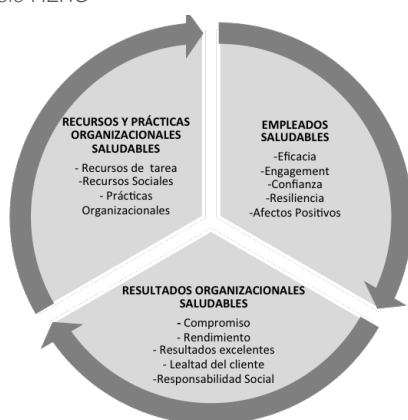 RECURSOS Y PRÁCTICAS
ORGANIZACIONALES
SALUDABLES
- Recursos de tarea
-Recursos Sociales
- Prácticas
Organizacionales
EMPLEADOS
SALUDABLES
-Eficacia
-Engagement
-Confianza
-Resiliencia
-Afectos Positivos
RESULTADOS ORGANIZACIONALES
SALUDABLES
- Compromiso
- Rendimiento
- Resultados excelentes
- Lealtad del cliente
-Responsabilidad Social